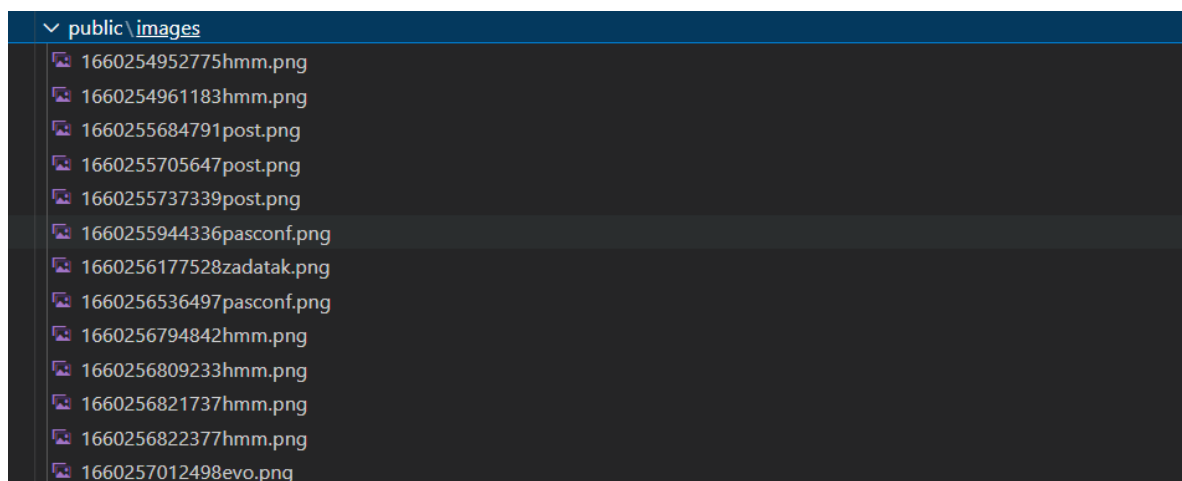 public\images
1660254952775hmm.png
1660254961183hmm.png
1660255684791post.png
1660255705647post.png
1660255737339post.png
1660255944336pasconf.png
1660256177528zadatak.png
1660256536497pasconf.png
1660256794842hmm.png
1660256809233hmm.png
1660256821737hmm.png
1660256822377hmm.png
1660257012498evo.png